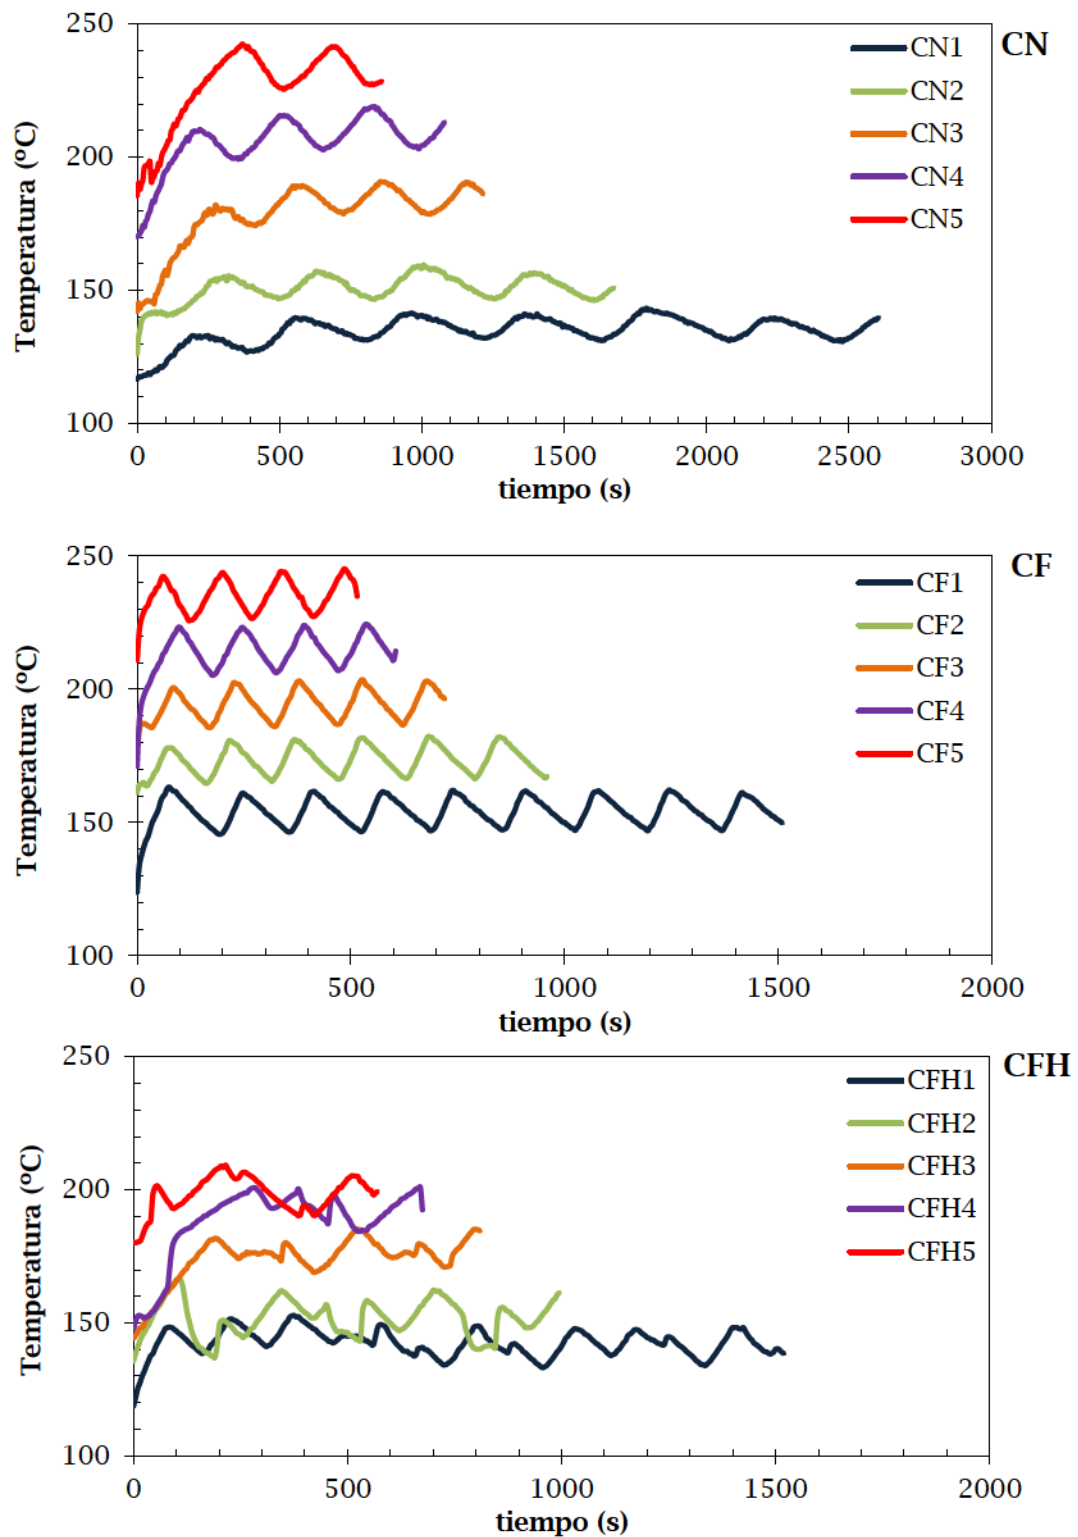 250
CN
CN1
CN2
200
CN3
CN4
CN5
150
100
Temperatura (ºC)
0 500 1000 1500 2000 2500 3000
tiempo (s)
250
CF
CF1
CF2
200
CF3
CF4
CF5
150
100
Temperatura (ºC)
0 500 1000 1500 2000
tiempo (s)
250
CFH
CFH1
CFH2
200
CFH3
CFH4
CFH5
150
100
Temperatura (ºC)
0 500 1000 1500 2000
tiempo (s)